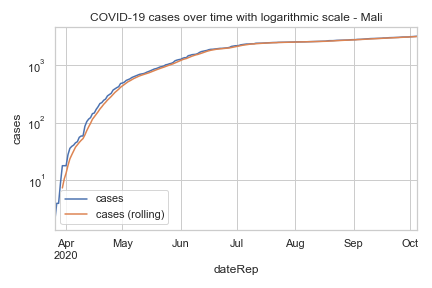 COVID-19 cases over time with logarithmic scale - Mali
cases
10³
10²
10¹
cases
cases (rolling)
Apr May Jun Jul Aug Sep Oct
2020
dateRep